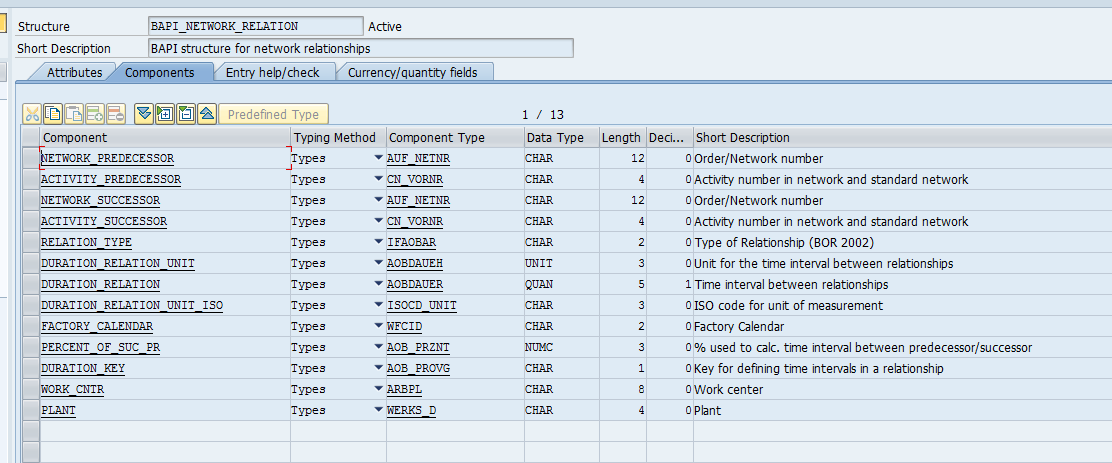 Structure BAPI_NETWORK_RELATION Active
Short Description BAPI structure for network relationships
Attributes Components Entry help/check Currency/quantity fields
Predefined Type 1 / 13
Component Typing Method Component Type Data Type Length Deci... Short Description
NETWORK_PREDECESSOR Types AUF_NETNR CHAR 12 0 Order/Network number
ACTIVITY_PREDECESSOR Types CN_VORNR CHAR 4 0 Activity number in network and standard network
NETWORK_SUCCESSOR Types AUF_NETNR CHAR 12 0 Order/Network number
ACTIVITY_SUCCESSOR Types CN_VORNR CHAR 4 0 Activity number in network and standard network
RELATION_TYPE Types IFAOBAR CHAR 2 0 Type of Relationship (BOR 2002)
DURATION_RELATION_UNIT Types AOBDAUEH UNIT 3 0 Unit for the time interval between relationships
DURATION_RELATION Types AOBDAUER QUAN 5 1 Time interval between relationships
DURATION_RELATION_UNIT_ISO Types ISOCD_UNIT CHAR 3 0 ISO code for unit of measurement
FACTORY_CALENDAR Types WFCID CHAR 2 0 Factory Calendar
PERCENT_OF_SUC_PR Types AOB_PRZNT NUMC 3 0 % used to calc. time interval between predecessor/successor
DURATION_KEY Types AOB_PROVG CHAR 1 0 Key for defining time intervals in a relationship
WORK_CNTR Types ARBPL CHAR 8 0 Work center
PLANT Types WERKS_D CHAR 4 0 Plant